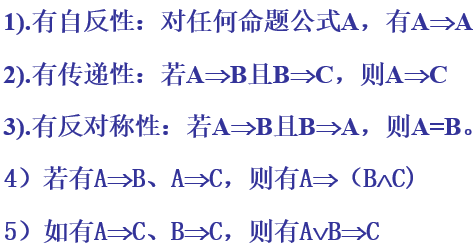 1).有自反性：对任何命题公式A，有A⇒A
2).有传递性：若A⇒B且B⇒C，则A⇒C
3).有反对称性：若A⇒B且B⇒A，则A=B。
4）若有A⇒B、A⇒C，则有A⇒（B∧C)
5）如有A⇒C、B⇒C，则有A∨B⇒C